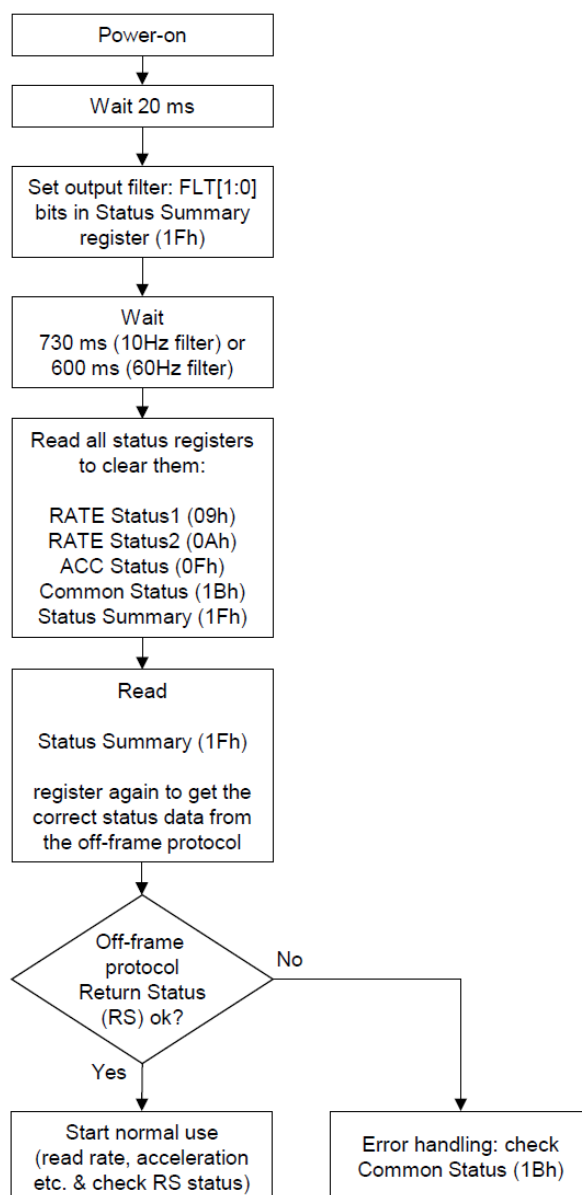 Power-on
Wait 20 ms
Set output filter: FLT[1:0]
bits in Status Summary
register (1Fh)
Wait
730 ms (10Hz filter) or
600 ms (60Hz filter)
Read all status registers
to clear them:
RATE Status1 (09h)
RATE Status2 (0Ah)
ACC Status (0Fh)
Common Status (1Bh)
Status Summary (1Fh)
Read
Status Summary (1Fh)
register again to get the
correct status data from
the off-frame protocol
Off-frame
protocol
Return Status
(RS) ok?
No
Yes
Start normal use
(read rate, acceleration
etc. & check RS status)
Error handling: check
Common Status (1Bh)